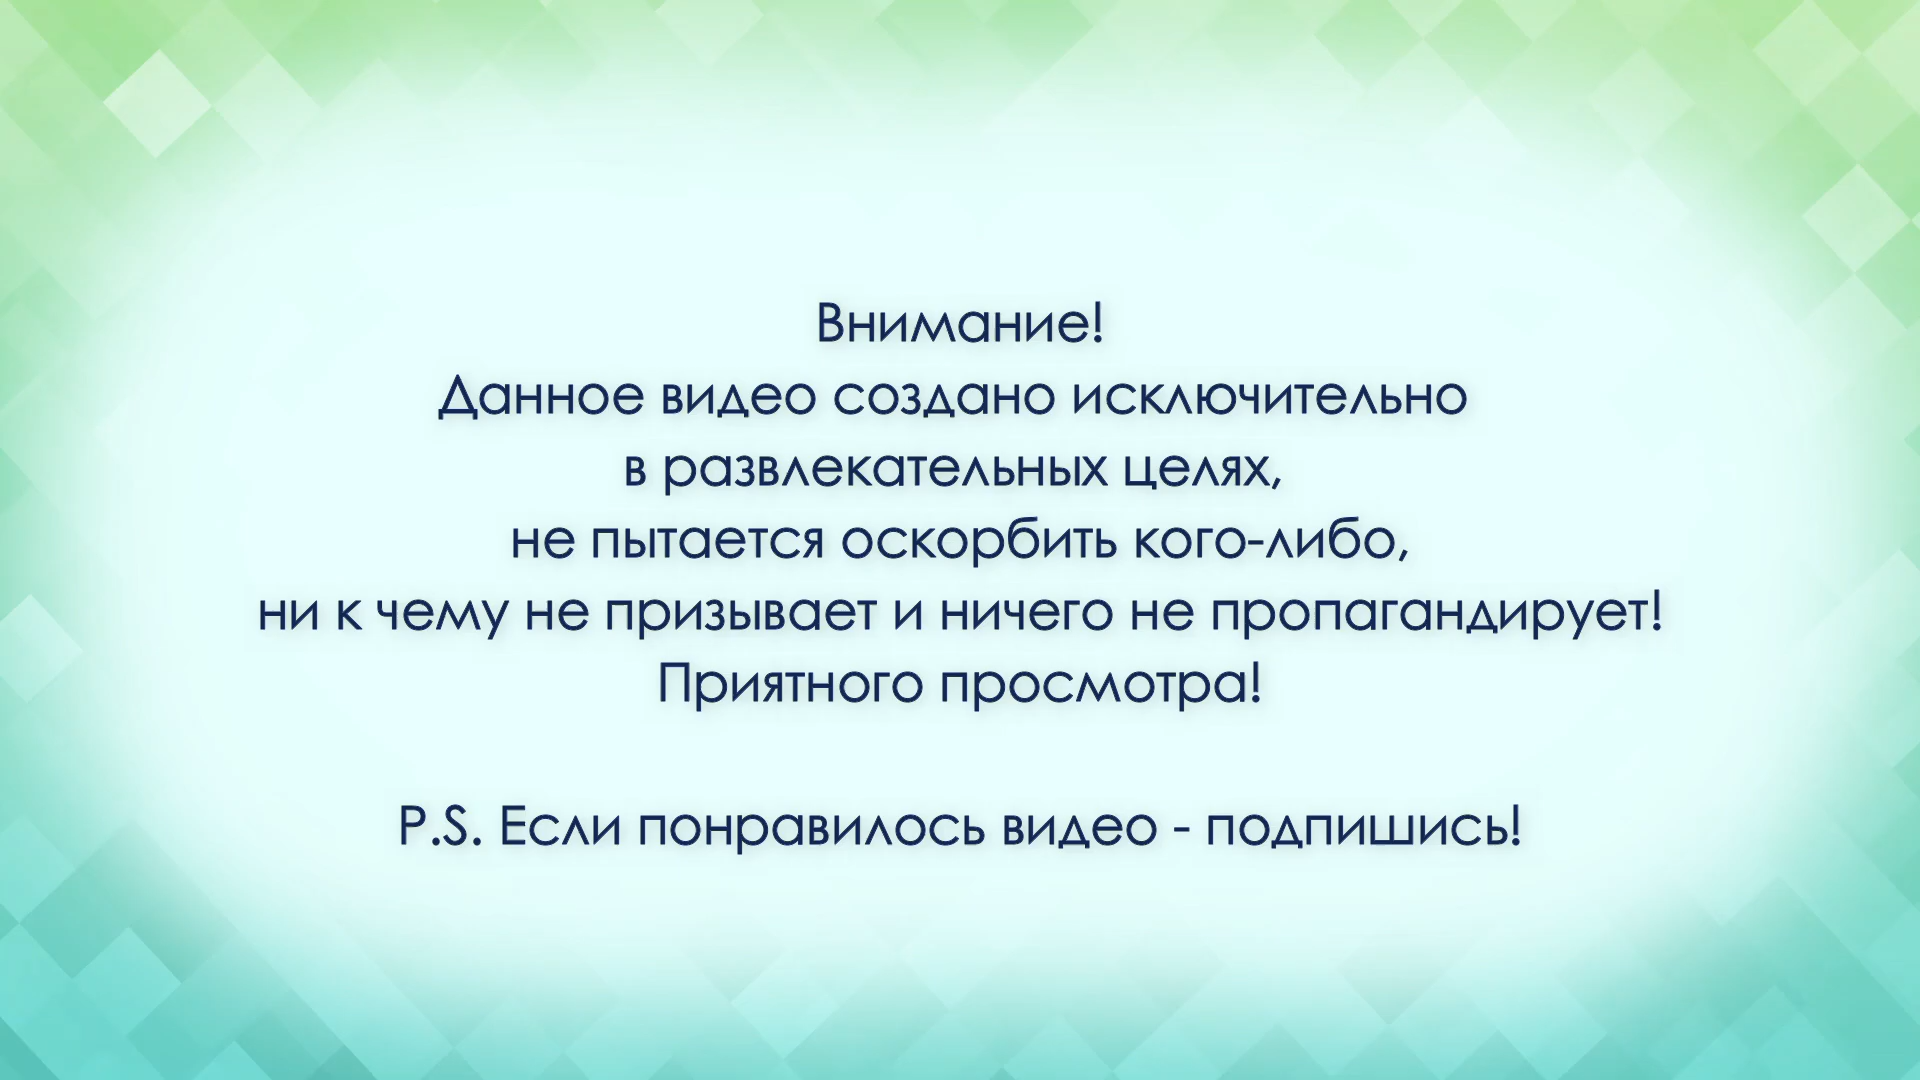 Внимание!
Данное видео создано исключительно
в развлекательных целях,
не пытается оскорбить кого-либо,
ни к чему не призывает и ничего не пропагандирует!
Приятного просмотра!
P.S. Если понравилось видео - подпишись!